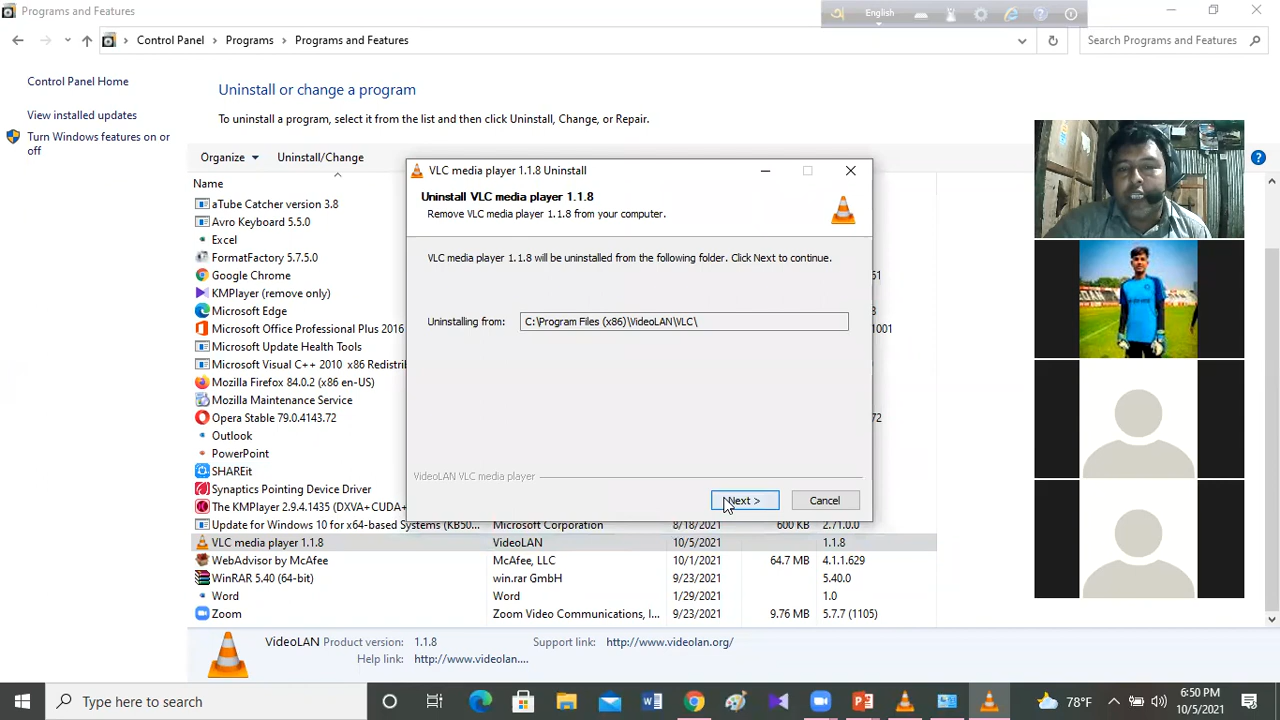 Programs and Features
English
Control Panel > Programs > Programs and Features
Search Programs and Features
Control Panel Home
View installed updates
Turn Windows features on or
off
Uninstall or change a program
To uninstall a program, select it from the list and then click Uninstall, Change, or Repair.
Organize Uninstall/Change
Name
aTube Catcher version 3.8
Avro Keyboard 5.5.0
Excel
FormatFactory 5.7.5.0
Google Chrome 61
KMPlayer (remove only)
Microsoft Edge 61
Microsoft Office Professional Plus 2016 1001
Microsoft Update Health Tools
Microsoft Visual C++ 2010 x86 Redistrib
Mozilla Firefox 84.0.2 (x86 en-US)
Mozilla Maintenance Service
Opera Stable 79.0.4143.72 72
Outlook
PowerPoint
SHAREit
Synaptics Pointing Device Driver
The KMPlayer 2.9.4.1435 (DXVA+CUDA+
Update for Windows 10 for x64-based Systems (KB50... Microsoft Corporation 8/18/2021 600 KB 2.71.0.0
VLC media player 1.1.8 VideoLAN 10/5/2021 1.1.8
WebAdvisor by McAfee McAfee, LLC 10/1/2021 64.7 MB 4.1.1.629
WinRAR 5.40 (64-bit) win.rar GmbH 9/23/2021 5.40.0
Word 1/29/2021 1.0
Zoom Zoom Video Communications, I... 9/23/2021 9.76 MB 5.7.7 (1105)
VLC media player 1.1.8 Uninstall
Uninstall VLC media player 1.1.8
Remove VLC media player 1.1.8 from your computer.
VLC media player 1.1.8 will be uninstalled from the following folder. Click Next to continue.
Uninstalling from: C:\Program Files (x86)\VideoLAN\VLC\
VideoLAN VLC media player
Next > Cancel
VideoLAN Product version: 1.1.8 Support link: http://www.videolan.org/
Help link: http://www.videolan....
Type here to search
78°F
6:50 PM
10/5/2021